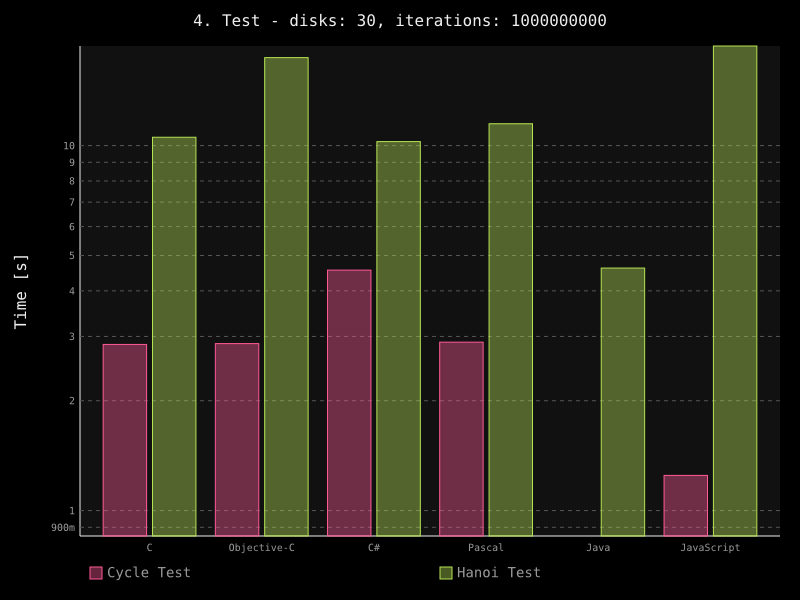 4. Test - disks: 30, iterations: 1000000000
Time [s]
10
9
8
7
6
5
4
3
2
1
900m
C Objective-C C# Pascal Java JavaScript
Cycle Test Hanoi Test